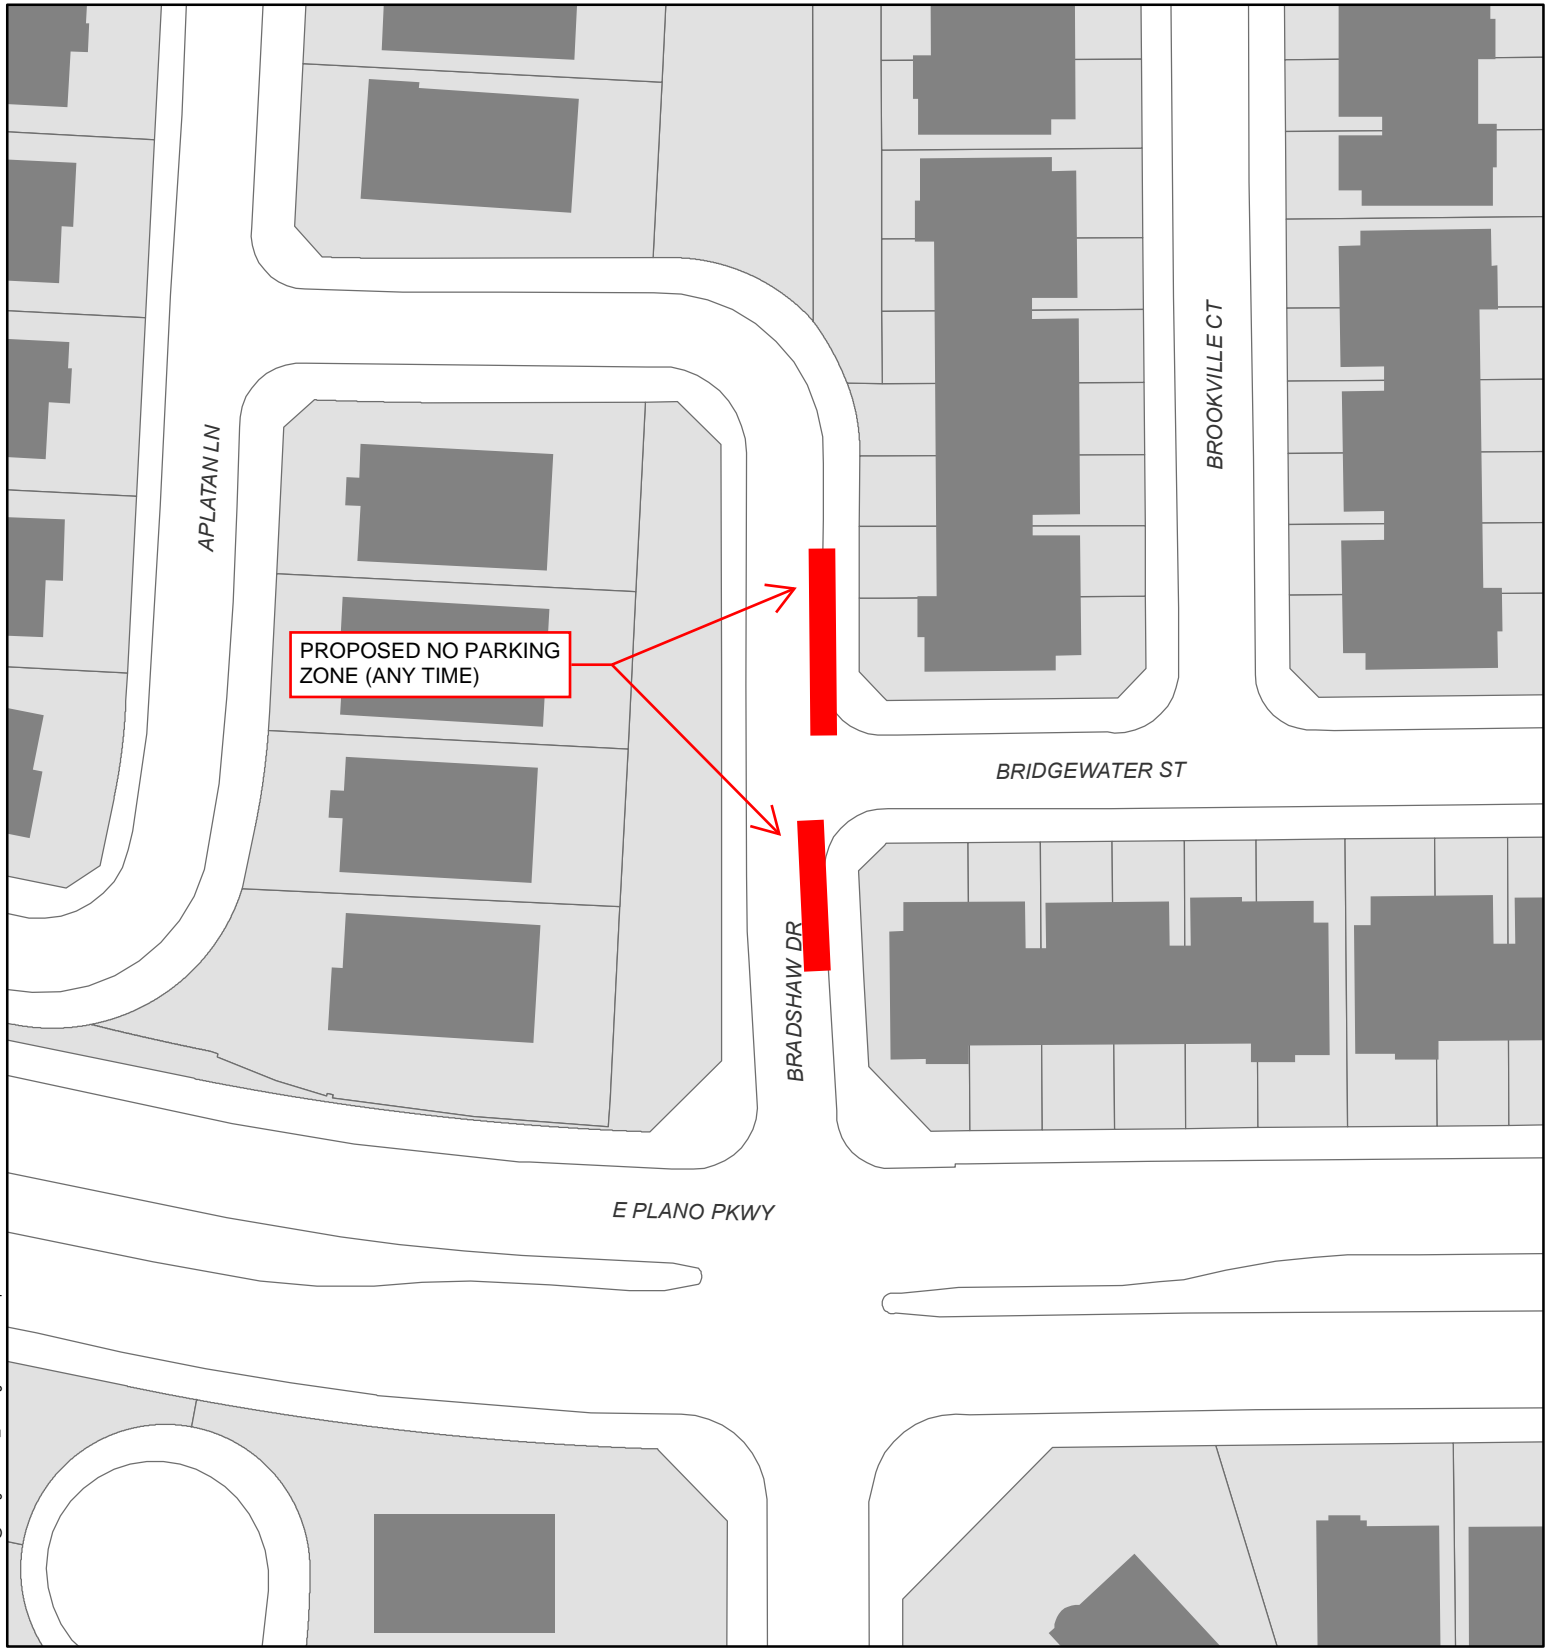 APLATAN LN
BROOKVILLE CT
PROPOSED NO PARKING
ZONE (ANY TIME)
BRIDGEWATER ST
BRADSHAW DR
E PLANO PKWY